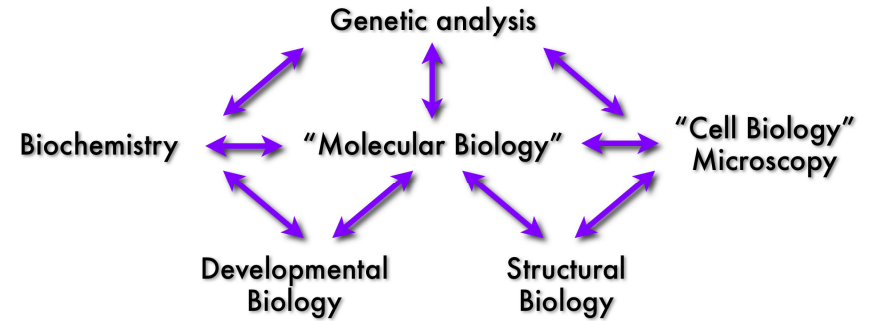 Genetic analysis
Biochemistry
“Molecular Biology”
“Cell Biology”
Microscopy
Developmental
Biology
Structural
Biology